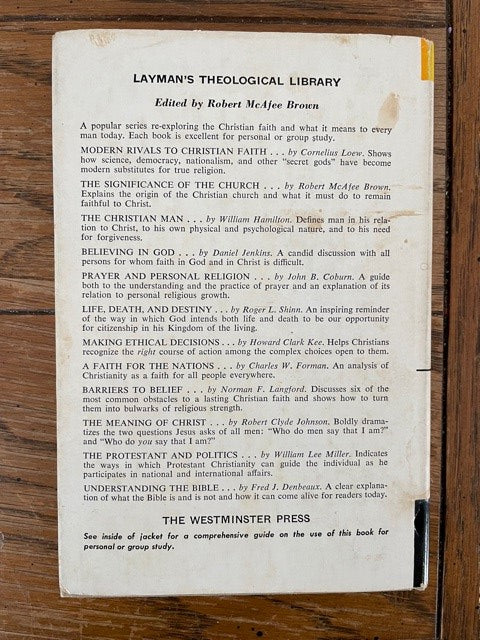 LAYMAN'S THEOLOGICAL LIBRARY
Edited by Robert McAfee Brown
A popular series re-exploring the Christian faith and what it means to every
man today. Each book is excellent for personal or group study.
MODERN RIVALS TO CHRISTIAN FAITH . . . by Cornelius Loew. Shows
how science, democracy, nationalism, and other "secret gods" have become
modern substitutes for true religion.
THE SIGNIFICANCE OF THE CHURCH . . . by Robert McAfee Brown.
Explains the origin of the Christian church and what it must do to remain
faithful to Christ.
THE CHRISTIAN MAN . . . by William Hamilton. Defines man in his rela-
tion to Christ, to his own physical and psychological nature, and to his need
for forgiveness.
BELIEVING IN GOD . . . by Daniel Jenkins. A candid discussion with all
persons for whom faith in God and in Christ is difficult.
PRAYER AND PERSONAL RELIGION . . . by John B. Coburn. A guide
both to the understanding and the practice of prayer and an explanation of its
relation to personal religious growth.
LIFE, DEATH, AND DESTINY . . . by Roger L. Shinn. An inspiring reminder
of the way in which God intends both life and death to be our opportunity
for citizenship in his Kingdom of the living.
MAKING ETHICAL DECISIONS . . . by Howard Clark Kee. Helps Christians
recognize the right course of action among the complex choices open to them.
A FAITH FOR THE NATIONS . . . by Charles W. Forman. An analysis of
Christianity as a faith for all people everywhere.
BARRIERS TO BELIEF . . . by Norman F. Langford. Discusses six of the
most common obstacles to a lasting Christian faith and shows how to turn
them into bulwarks of religious strength.
THE MEANING OF CHRIST . . . by Robert Clyde Johnson. Boldly drama-
tizes the two questions Jesus asks of all men: "Who do men say that I am?"
and "Who do you say that I am?"
THE PROTESTANT AND POLITICS . . . by William Lee Miller. Indicates
the ways in which Protestant Christianity can guide the individual as he
participates in national and international affairs.
UNDERSTANDING THE BIBLE . . . by Fred J. Denbeaux. A clear explana-
tion of what the Bible is and is not and how it can come alive for readers today.
THE WESTMINSTER PRESS
See inside of jacket for a comprehensive guide on the use of this book for
personal or group study.